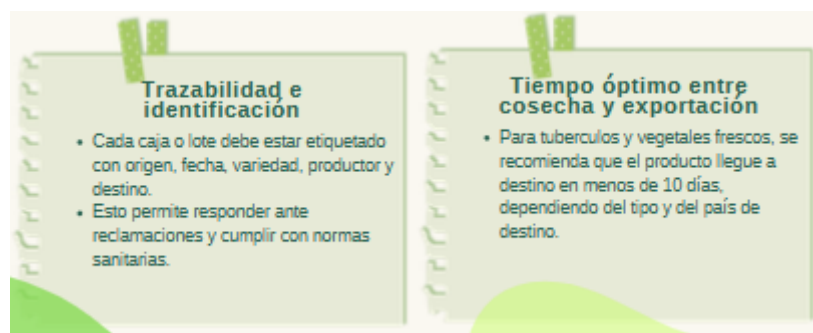 Trazabilidad e
identificación
• Cada caja o lote debe estar etiquetado
con origen, fecha, variedad, productor y
destino.
• Esto permite responder ante
reclamaciones y cumplir con normas
sanitarias.
Tiempo óptimo entre
cosecha y exportación
• Para tuberculos y vegetales frescos, se
recomienda que el producto llegue a
destino en menos de 10 días,
dependiendo del tipo y del país de
destino.